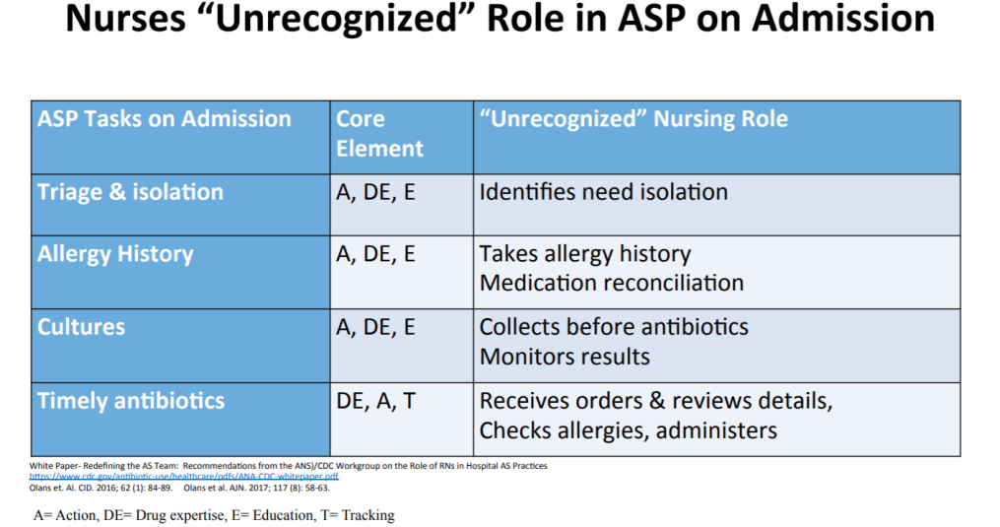 Nurses “Unrecognized” Role in ASP on Admission
ASP Tasks on Admission
Core
Element
“Unrecognized” Nursing Role
Triage & isolation
A, DE, E
Identifies need isolation
Allergy History
A, DE, E
Takes allergy history
Medication reconciliation
Cultures
A, DE, E
Collects before antibiotics
Monitors results
Timely antibiotics
DE, A, T
Receives orders & reviews details,
Checks allergies, administers
White Paper- Redefining the AS Team:  Recommendations from the ANS)/CDC Workgroup on the Role of RNs in Hospital AS Practices
https://www.cdc.gov/antibiotic-use/healthcare/pdfs/ANA-CDC-whitepaper.pdf
Olans et. Al. CID. 2016; 62 (1): 84-89.    Olans et al. AJN. 2017; 117 (8): 58-63.
A= Action, DE= Drug expertise, E= Education, T= Tracking